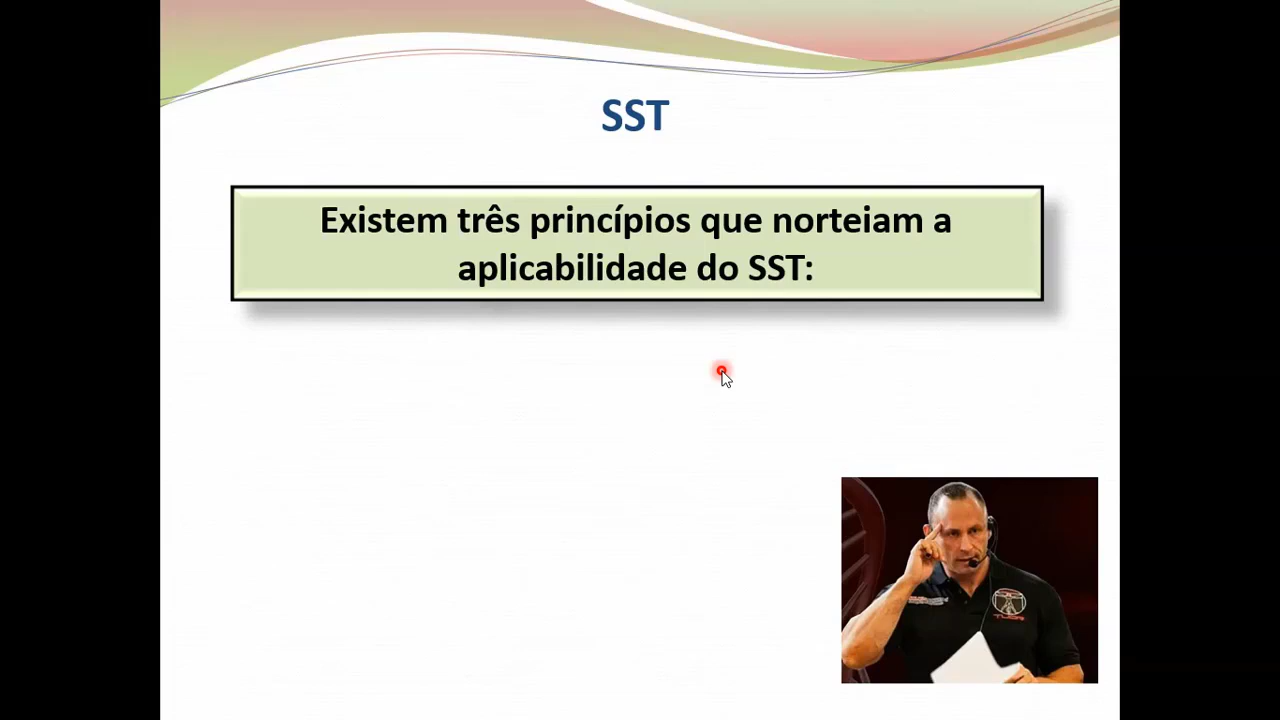 SST
Existem três princípios que norteiam a
aplicabilidade do SST: